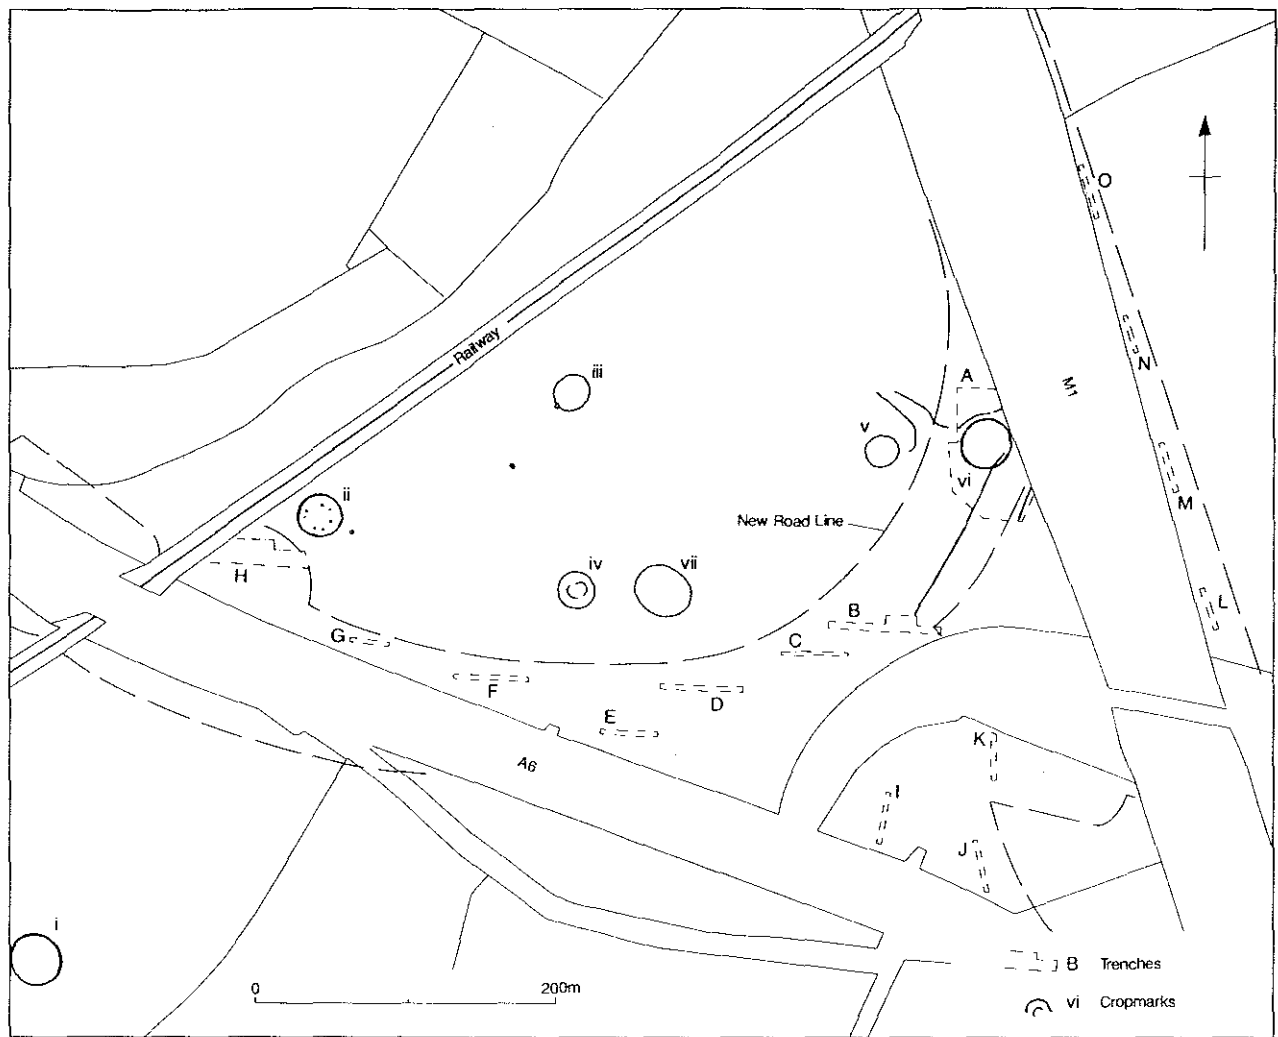 O
Railway
iii
A
M1
N
v
vi
ii
M
New Road Line
H
iv
vii
L
B
G
C
F
D
E
K
A6
I
J
i
B Trenches
0 200m
vi Cropmarks